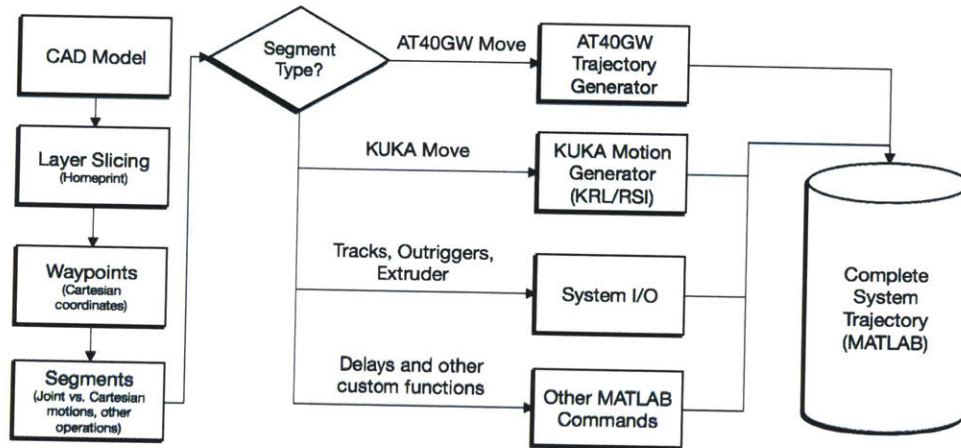 CAD Model
Layer Slicing
(Homeprint)
Waypoints
(Cartesian
coordinates)
Segments
(Joint vs. Cartesian
motions, other
operations)
Segment
Type?
AT40GW Move
AT40GW
Trajectory
Generator
KUKA Move
KUKA Motion
Generator
(KRL/RSI)
Tracks, Outriggers,
Extruder
System I/O
Delays and other
custom functions
Other MATLAB
Commands
Complete
System
Trajectory
(MATLAB)